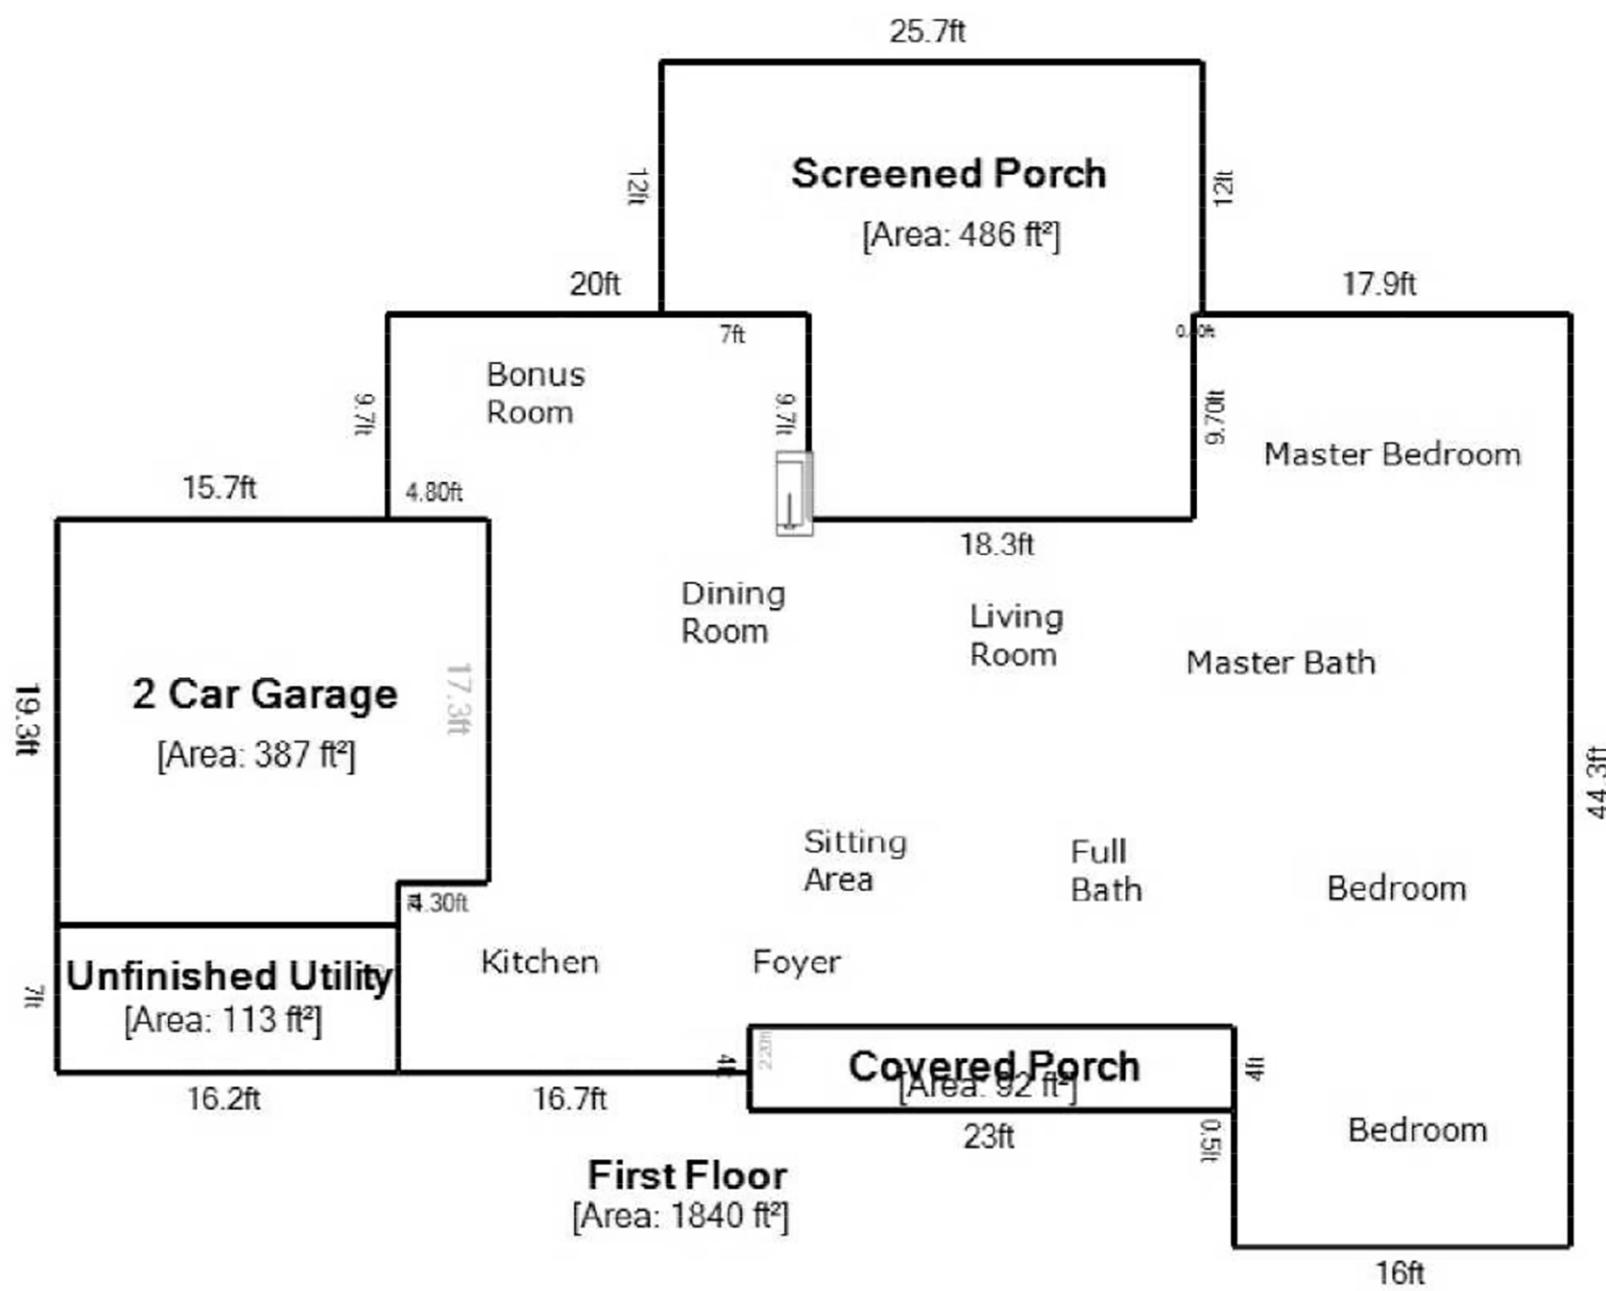 25.7ft
12ft
Screened Porch
12ft
[Area: 486 ft²]
20ft
17.9ft
7ft
Bonus
Room
9.7ft
9.7ft
9.70ft
Master Bedroom
15.7ft
4.80ft
18.3ft
Dining
Room
Living
Room
Master Bath
19.3ft
2 Car Garage
17.3ft
[Area: 387 ft²]
44.3ft
Sitting
Area
Full
Bath
Bedroom
4.30ft
Kitchen
Foyer
7ft
Unfinished Utility
[Area: 113 ft²]
2.20ft
Covered Porch
[Area: 92 ft²]
4ft
16.2ft
16.7ft
23ft
0.5ft
Bedroom
First Floor
[Area: 1840 ft²]
16ft